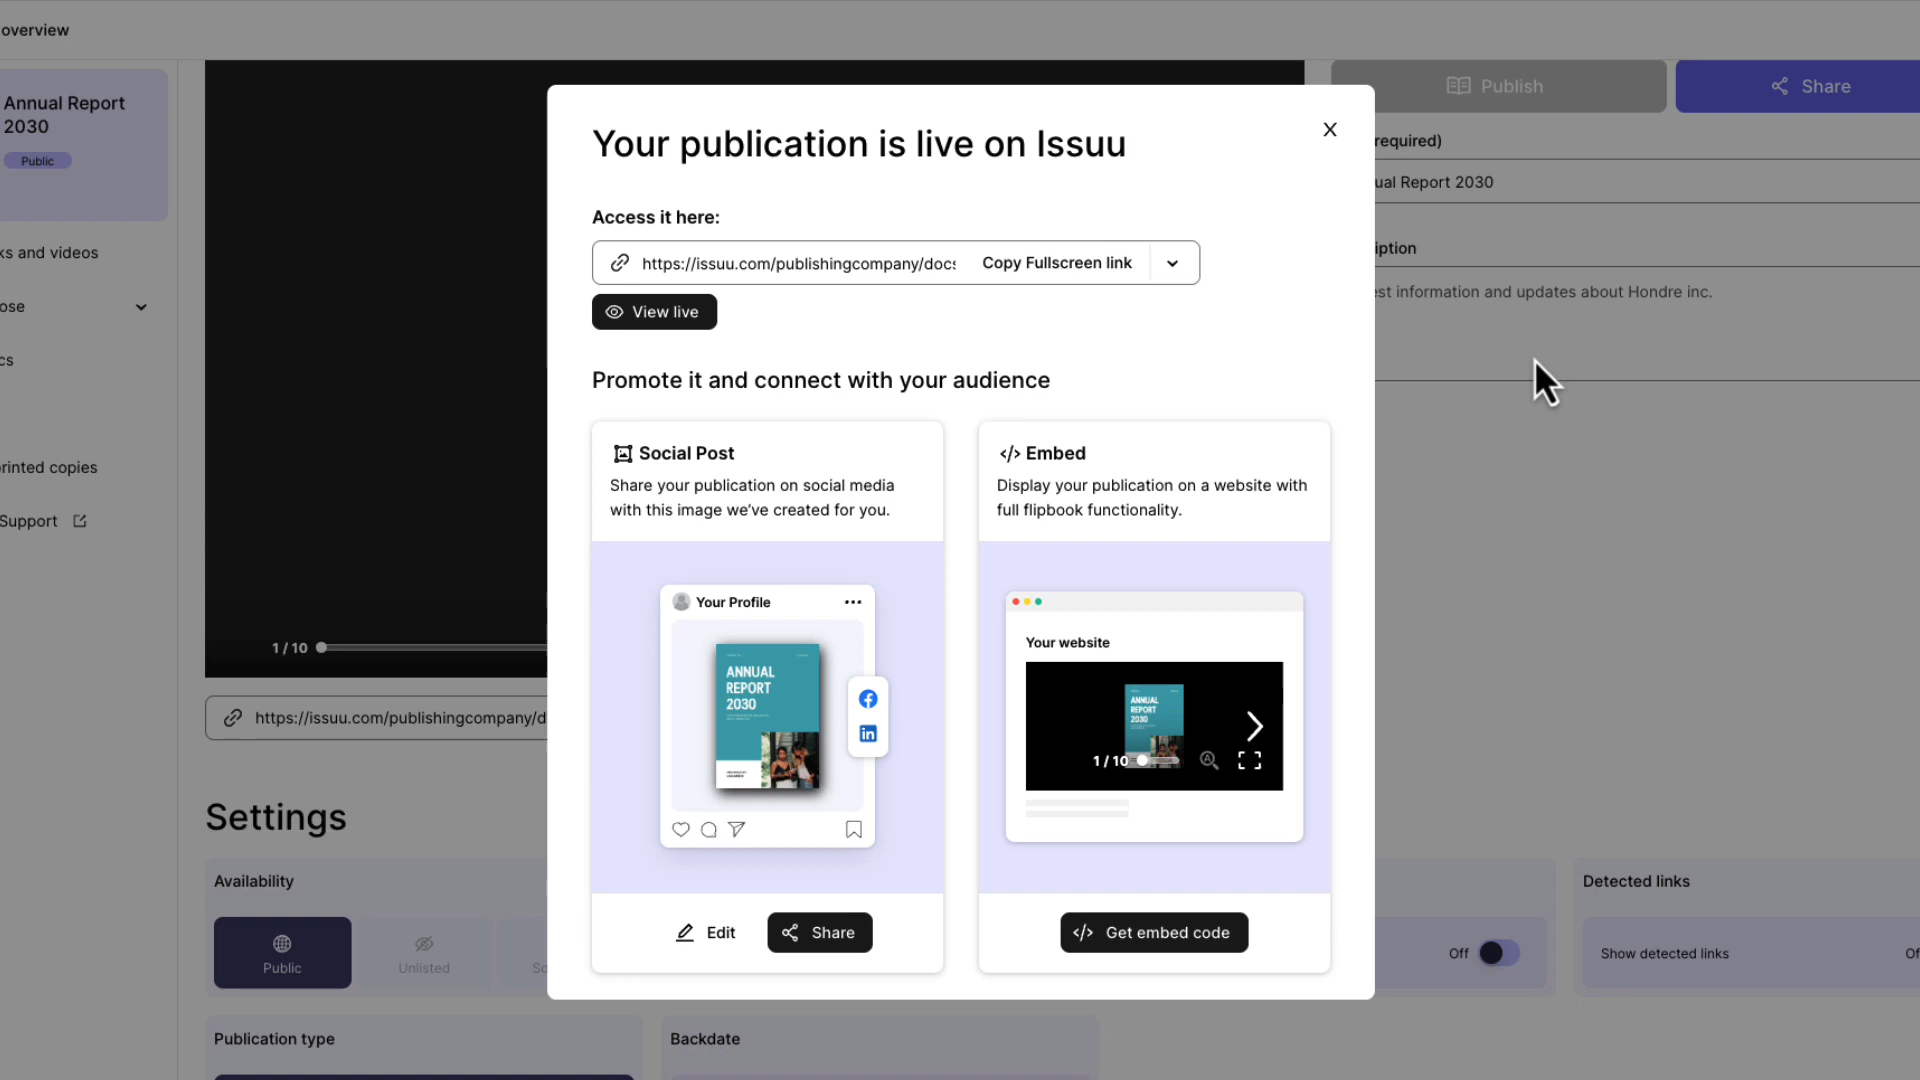 overview
Annual Report
2030
Public
ks and videos
ose
cs
rinted copies
Support
1 / 10
https://issuu.com/publishingcompany/d
Settings
Availability
Public
Unlisted
Publication type
Backdate
Your publication is live on Issuu
X
Access it here:
https://issuu.com/publishingcompany/docs
Copy Fullscreen link
View live
Promote it and connect with your audience
Social Post
Share your publication on social media
with this image we’ve created for you.
Your Profile
ANNUAL
REPORT
2030
in
Edit
Share
</> Embed
Display your publication on a website with
full flipbook functionality.
Your website
ANNUAL
REPORT
2030
1 / 10
</> Get embed code
Publish
Share
required)
ual Report 2030
iption
est information and updates about Hondre inc.
Off
Detected links
Show detected links
Of